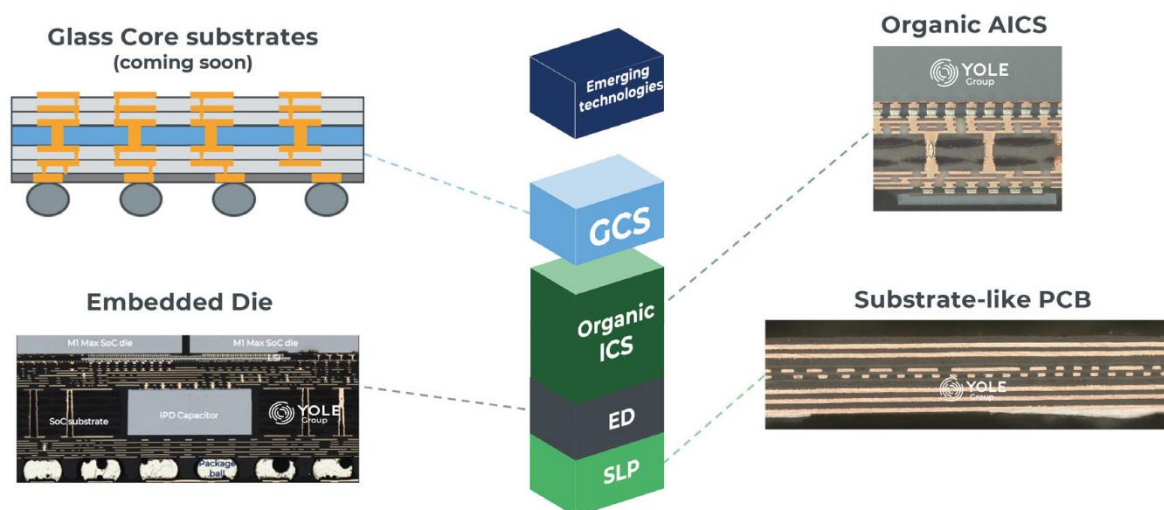 Glass Core substrates
(coming soon)
Emerging
technologies
Organic AICS
YOLE
Group
GCS
Embedded Die
M1 Max SoC die
M1 Max SoC die
LSI
SoC substrate
IPD Capacitor
YOLE
Group
Package
ball
Organic
ICS
ED
SLP
Substrate-like PCB
YOLE
Group